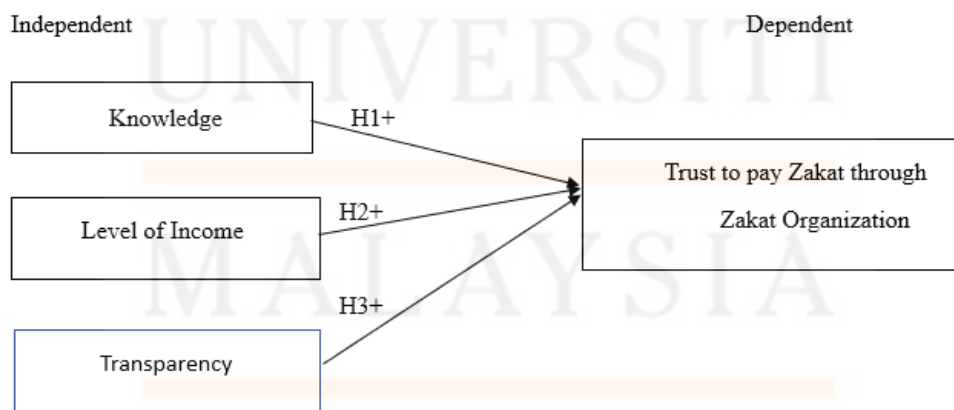 UNIVERSITI
Independent
Dependent
Knowledge
H1+
Trust to pay Zakat through
Zakat Organization
Level of Income
H2+
MALAYSIA
H3+
Transparency